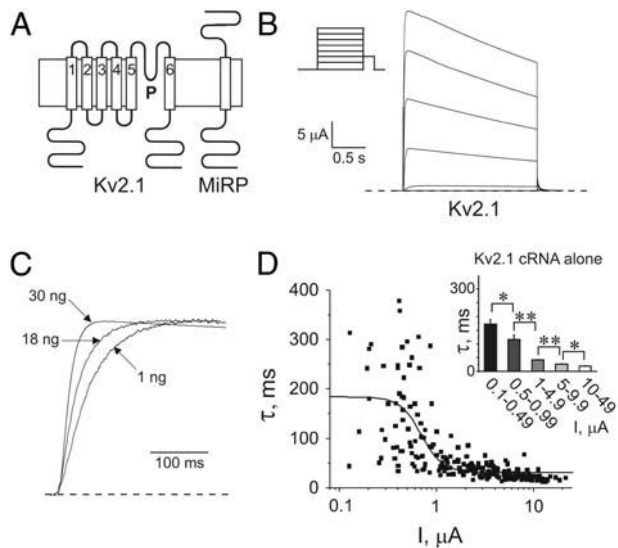 A
1 2 3 4 5 6
P
Kv2.1 MiRP
B
5 μA
0.5 s
Kv2.1
C
30 ng
18 ng
1 ng
100 ms
D
400
300
200
100
0
τ, ms
0.1 1 10
I, μA
Kv2.1 cRNA alone
300
0
τ, ms
* ** ** *
0.1-0.49
0.5-0.99
1-4.9
5-9.9
10-49
I, μA